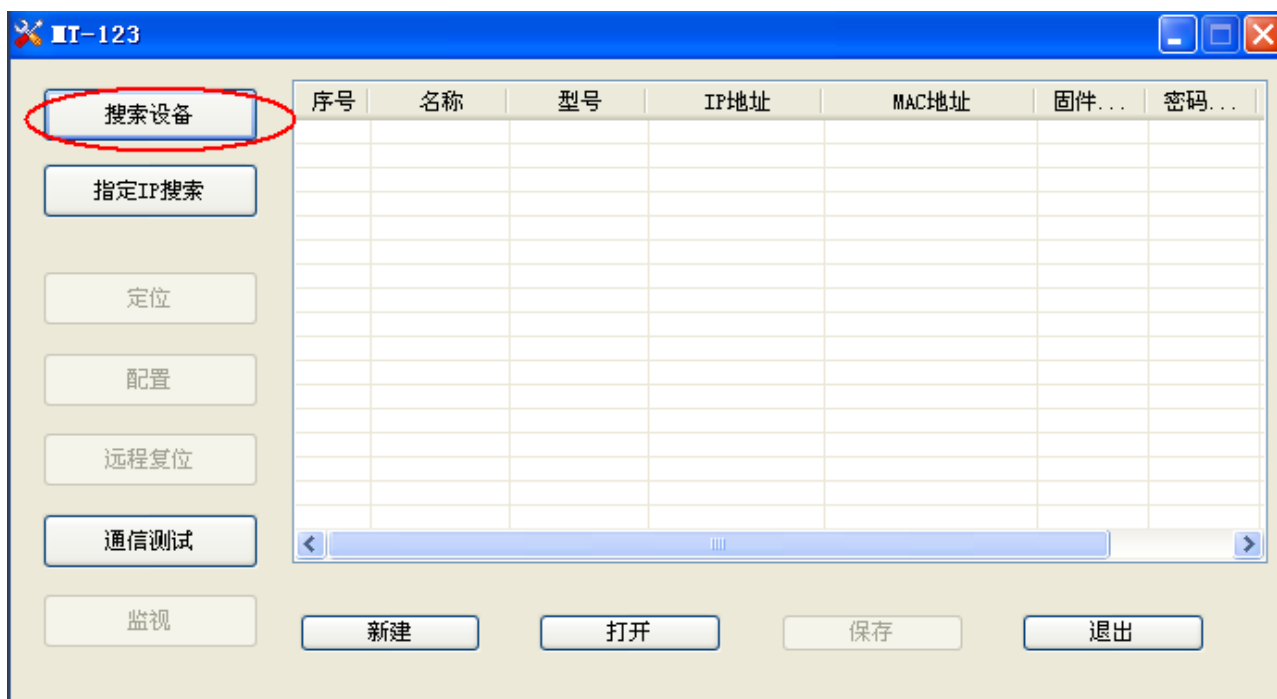 MT-123
搜索设备
指定IP搜索
定位
配置
远程复位
通信测试
监视
序号 名称 型号 IP地址 MAC地址 固件... 密码...
新建 打开 保存 退出